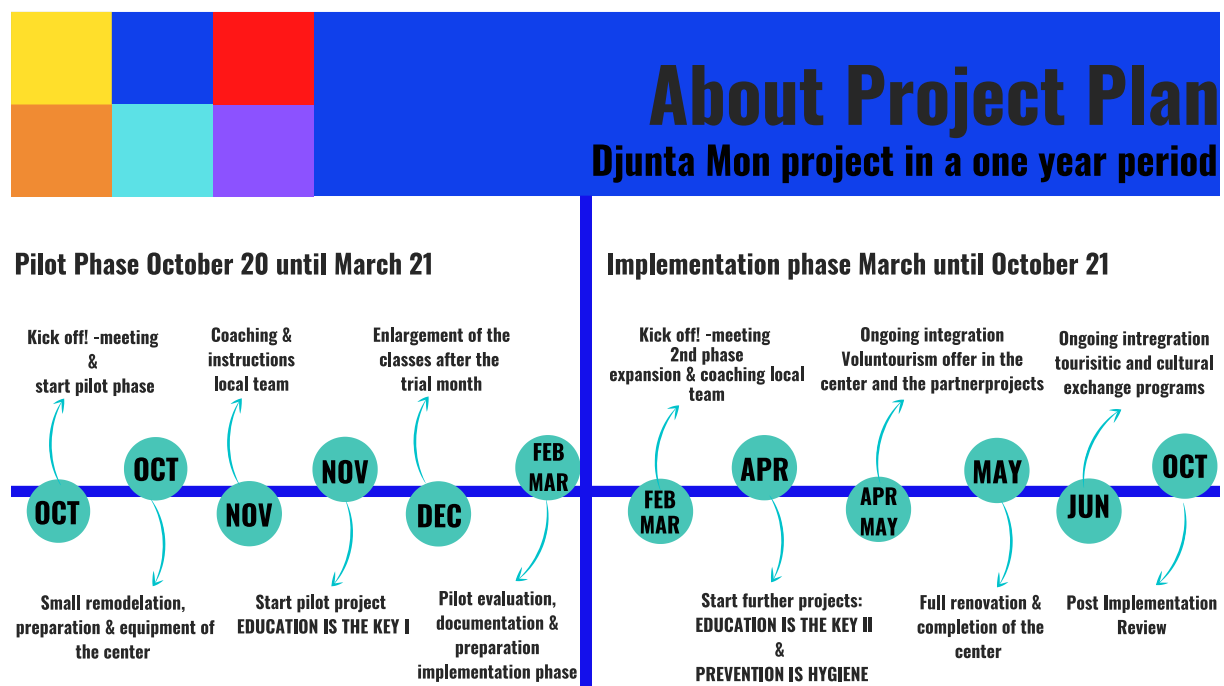 About Project Plan
Djunta Mon project in a one year period
Pilot Phase October 20 until March 21
Kick off! -meeting
&
start pilot phase
Coaching &
instructions
local team
Enlargement of the
classes after the
trial month
OCT
OCT
NOV
NOV
DEC
FEB
MAR
Small remodelation,
preparation & equipment of
the center
Start pilot project
EDUCATION IS THE KEY I
Pilot evaluation,
documentation &
preparation
implementation phase
Implementation phase March until October 21
Kick off! -meeting
2nd phase
expansion & coaching local
team
Ongoing integration
Voluntourism offer in the
center and the partnerprojects
Ongoing intregration
tourisitic and cultural
exchange programs
FEB
MAR
APR
APR
MAY
MAY
JUN
OCT
Start further projects:
EDUCATION IS THE KEY II
&
PREVENTION IS HYGIENE
Full renovation &
completion of the
center
Post Implementation
Review